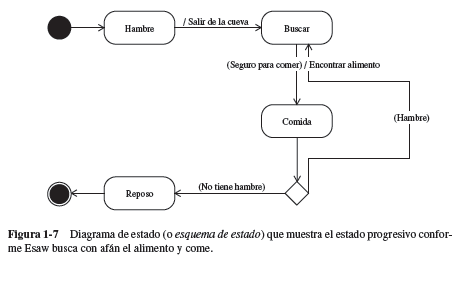 Hambre
/ Salir de la cueva
Buscar
(Seguro para comer) / Encontrar alimento
Comida
(Hambre)
Reposo
(No tiene hambre)
Figura 1-7 Diagrama de estado (o esquema de estado) que muestra el estado progresivo confor-
me Esaw busca con afán el alimento y come.